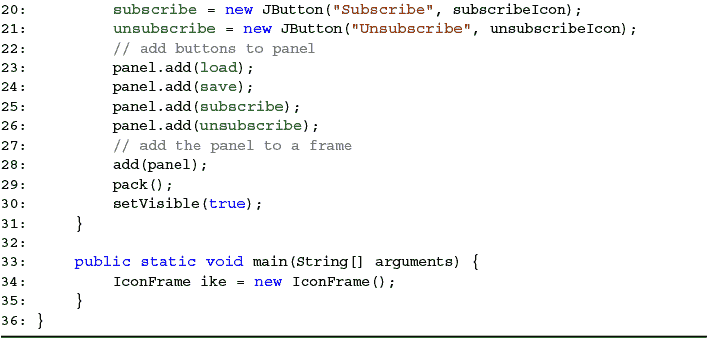 20:         subscribe = new JButton("Subscribe", subscribeIcon);
21:         unsubscribe = new JButton("Unsubscribe", unsubscribeIcon);
22:         // add buttons to panel
23:         panel.add(load);
24:         panel.add(save);
25:         panel.add(subscribe);
26:         panel.add(unsubscribe);
27:         // add the panel to a frame
28:         add(panel);
29:         pack();
30:         setVisible(true);
31:     }
32:
33:     public static void main(String[] arguments) {
34:         IconFrame ike = new IconFrame();
35:     }
36: }